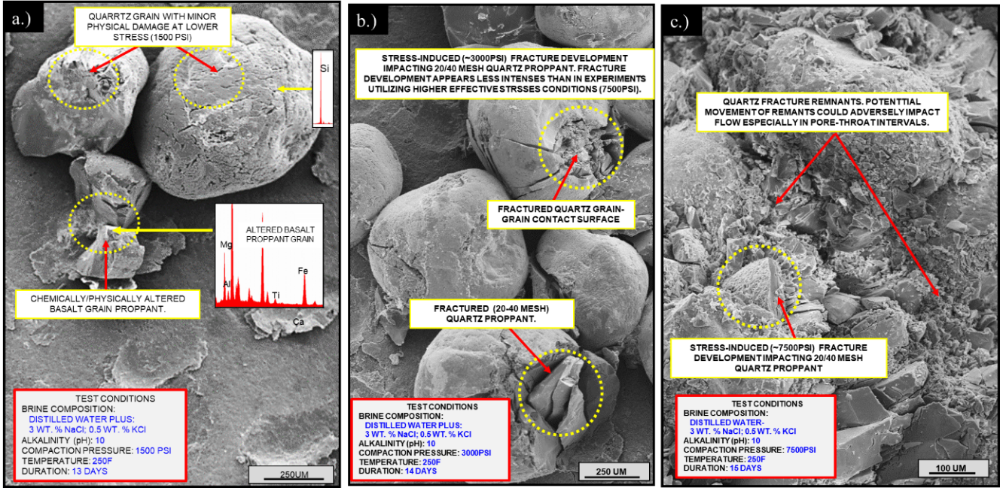 a.)
QUARRTZ GRAIN WITH MINOR
PHYSICAL DAMAGE AT LOWER
STRESS (1500 PSI)
Si
ALTERED BASALT
PROPPANT GRAIN
Mg
Al
Ti
Fe
Ca
CHEMICALLY/PHYSICALLY ALTERED
BASALT GRAIN PROPPANT.
TEST CONDITIONS
BRINE COMPOSITION:
DISTILLED WATER PLUS:
3 WT. % NaCl; 0.5 WT. % KCl
ALKALINITY (pH): 10
COMPACTION PRESSURE: 1500 PSI
TEMPERATURE: 250F
DURATION: 13 DAYS
250UM
b.)
STRESS-INDUCED (~3000PSI) FRACTURE DEVELOPMENT
IMPACTING 20/40 MESH QUARTZ PROPPANT. FRACTURE
DEVELOPMENT APPEARS LESS INTENSES THAN IN EXPERIMENTS
UTILIZING HIGHER EFFECTIVE STRSSES CONDITIONS (7500PSI).
FRACTURED QUARTZ GRAIN-
GRAIN CONTACT SURFACE
FRACTURED (20-40 MESH)
QUARTZ PROPPANT.
TEST CONDITIONS
BRINE COMPOSITION:
DISTILLED WATER PLUS:
3 WT. % NaCl; 0.5 WT. % KCl
ALKALINITY (pH): 10
COMPACTION PRESSURE: 3000PSI
TEMPERATURE: 250F
DURATION: 14 DAYS
250 UM
c.)
QUARTZ FRACTURE REMNANTS. POTENTTIAL
MOVEMENT OF REMANTS COULD ADVERSELY IMPACT
FLOW ESPECIALLY IN PORE-THROAT INTERVALS.
STRESS-INDUCED (~7500PSI) FRACTURE
DEVELOPMENT IMPACTING 20/40 MESH
QUARTZ PROPPANT
TEST CONDITIONS
BRINE COMPOSITION:
DISTILLED WATER-
3 WT. % NaCl; 0.5 WT. % KCl
ALKALINITY (pH): 10
COMPACTION PRESSURE: 7500PSI
TEMPERATURE: 250F
DURATION: 15 DAYS
100 UM